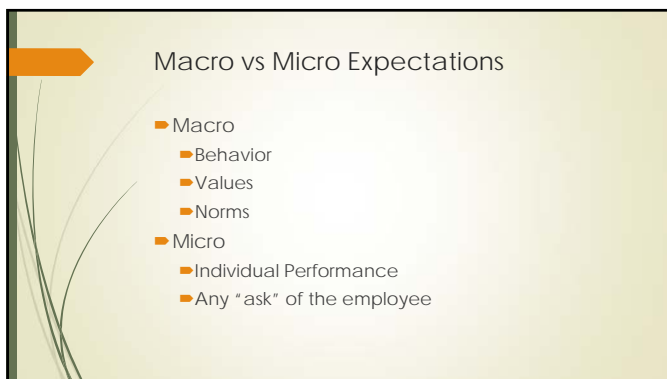 Macro vs Micro Expectations
Macro
Behavior
Values
Norms
Micro
Individual Performance
Any “ask” of the employee